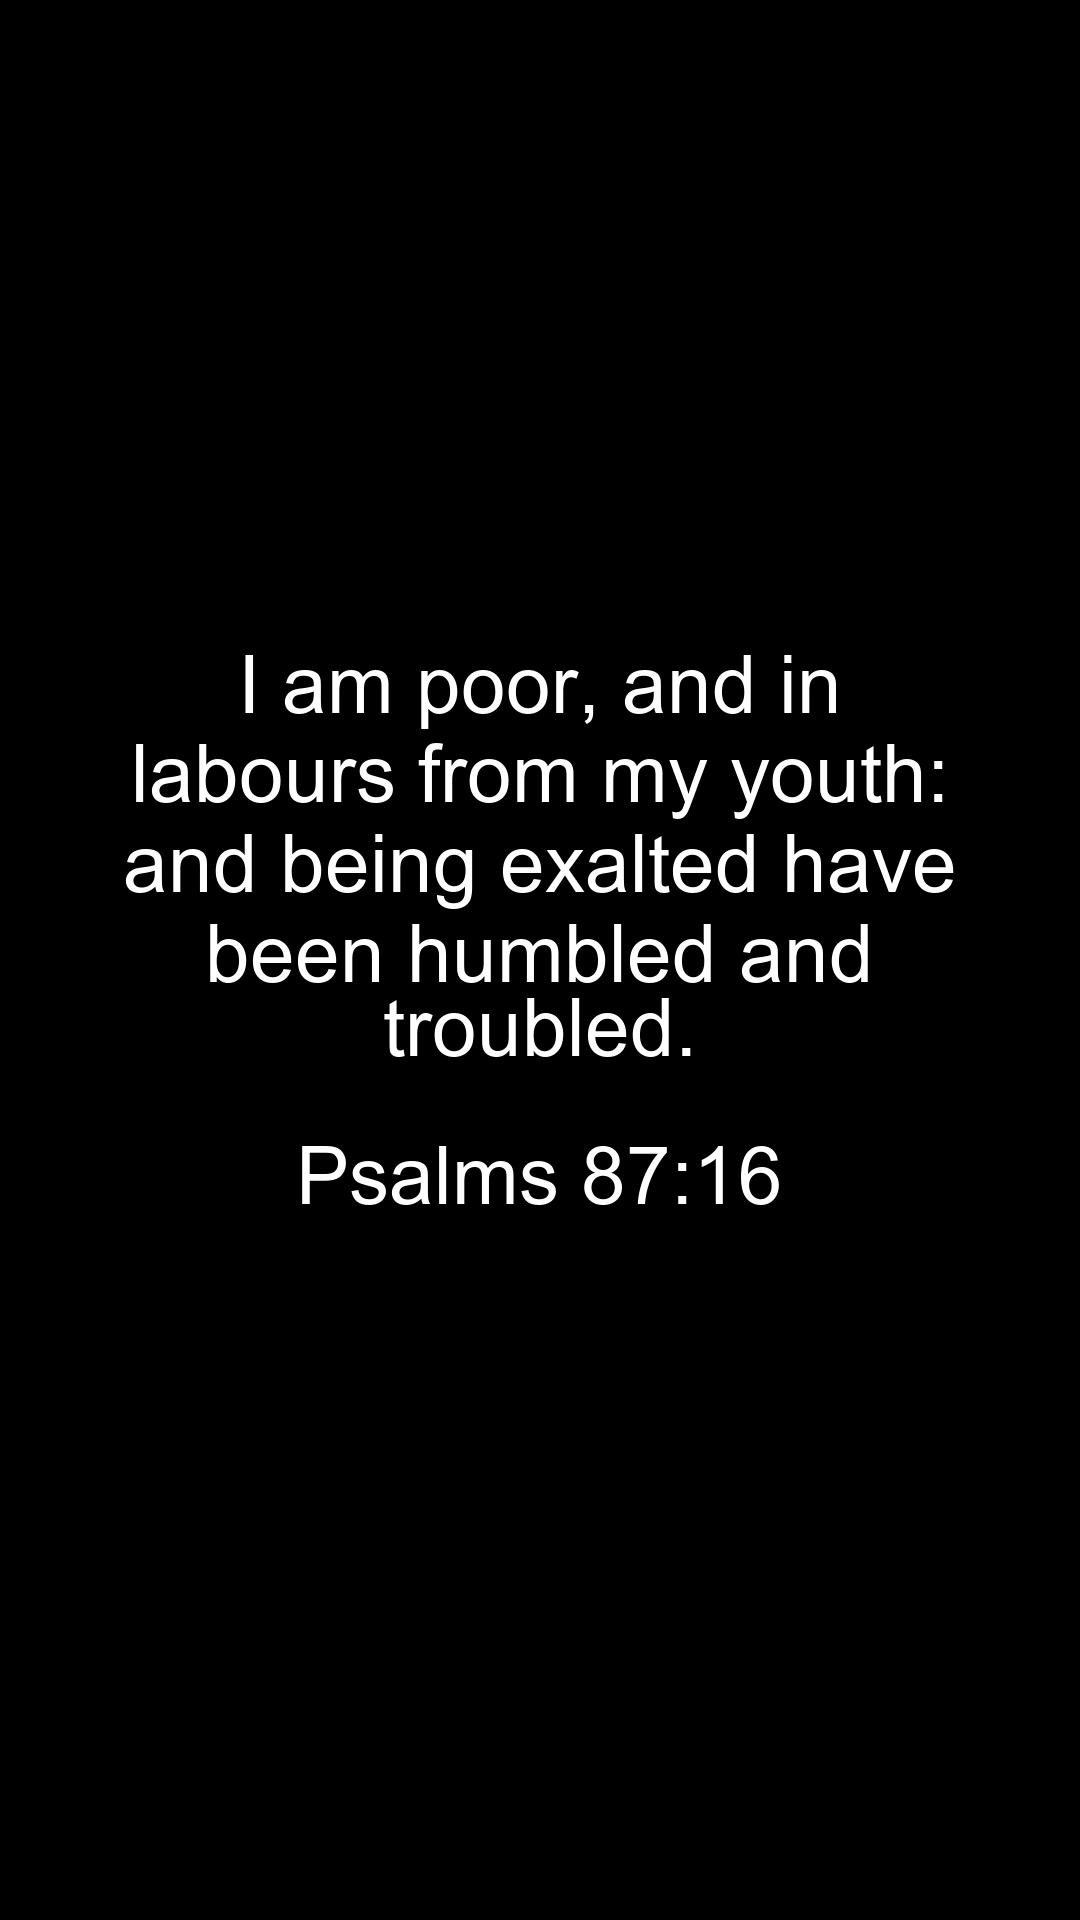 I am poor, and in
labours from my youth:
and being exalted have
been humbled and
troubled.
Psalms 87:16